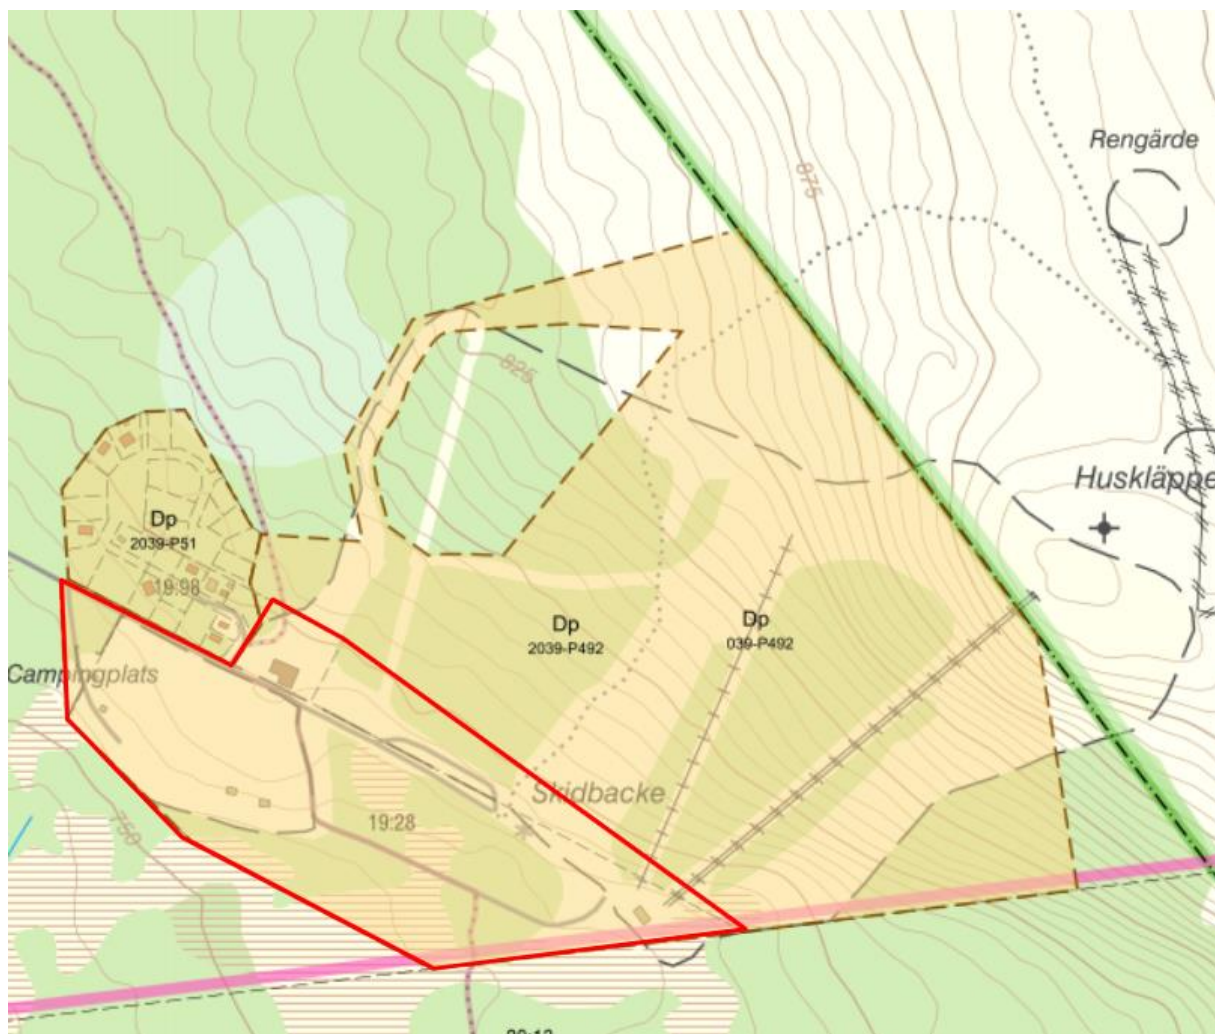 Rengärde
875
825
Huskläppe
Dp
2039-P51
19:98
Dp
2039-P492
Dp
039-P492
Campingplats
Skidbacke
19:28
750